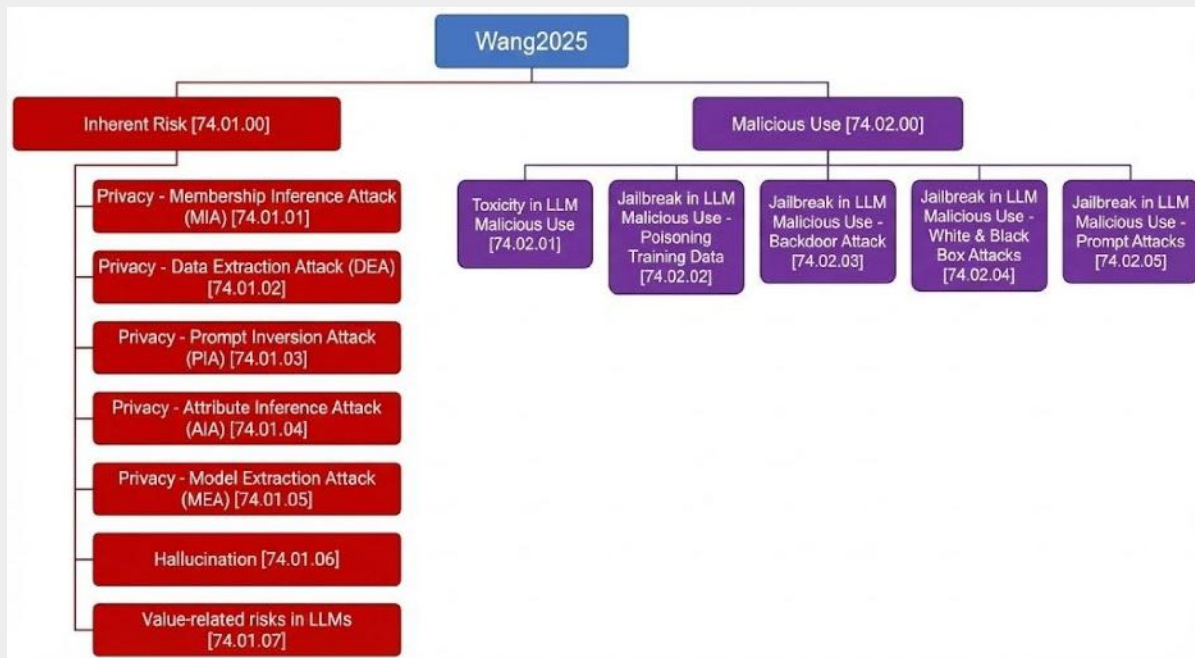 Wang2025
Inherent Risk [74.01.00]
Privacy - Membership Inference Attack
(MIA) [74.01.01]
Privacy - Data Extraction Attack (DEA)
[74.01.02]
Privacy - Prompt Inversion Attack
(PIA) [74.01.03]
Privacy - Attribute Inference Attack
(AIA) [74.01.04]
Privacy - Model Extraction Attack
(MEA) [74.01.05]
Hallucination [74.01.06]
Value-related risks in LLMs
[74.01.07]
Malicious Use [74.02.00]
Toxicity in LLM
Malicious Use
[74.02.01]
Jailbreak in LLM
Malicious Use -
Poisoning
Training Data
[74.02.02]
Jailbreak in LLM
Malicious Use -
Backdoor Attack
[74.02.03]
Jailbreak in LLM
Malicious Use -
White & Black
Box Attacks
[74.02.04]
Jailbreak in LLM
Malicious Use -
Prompt Attacks
[74.02.05]